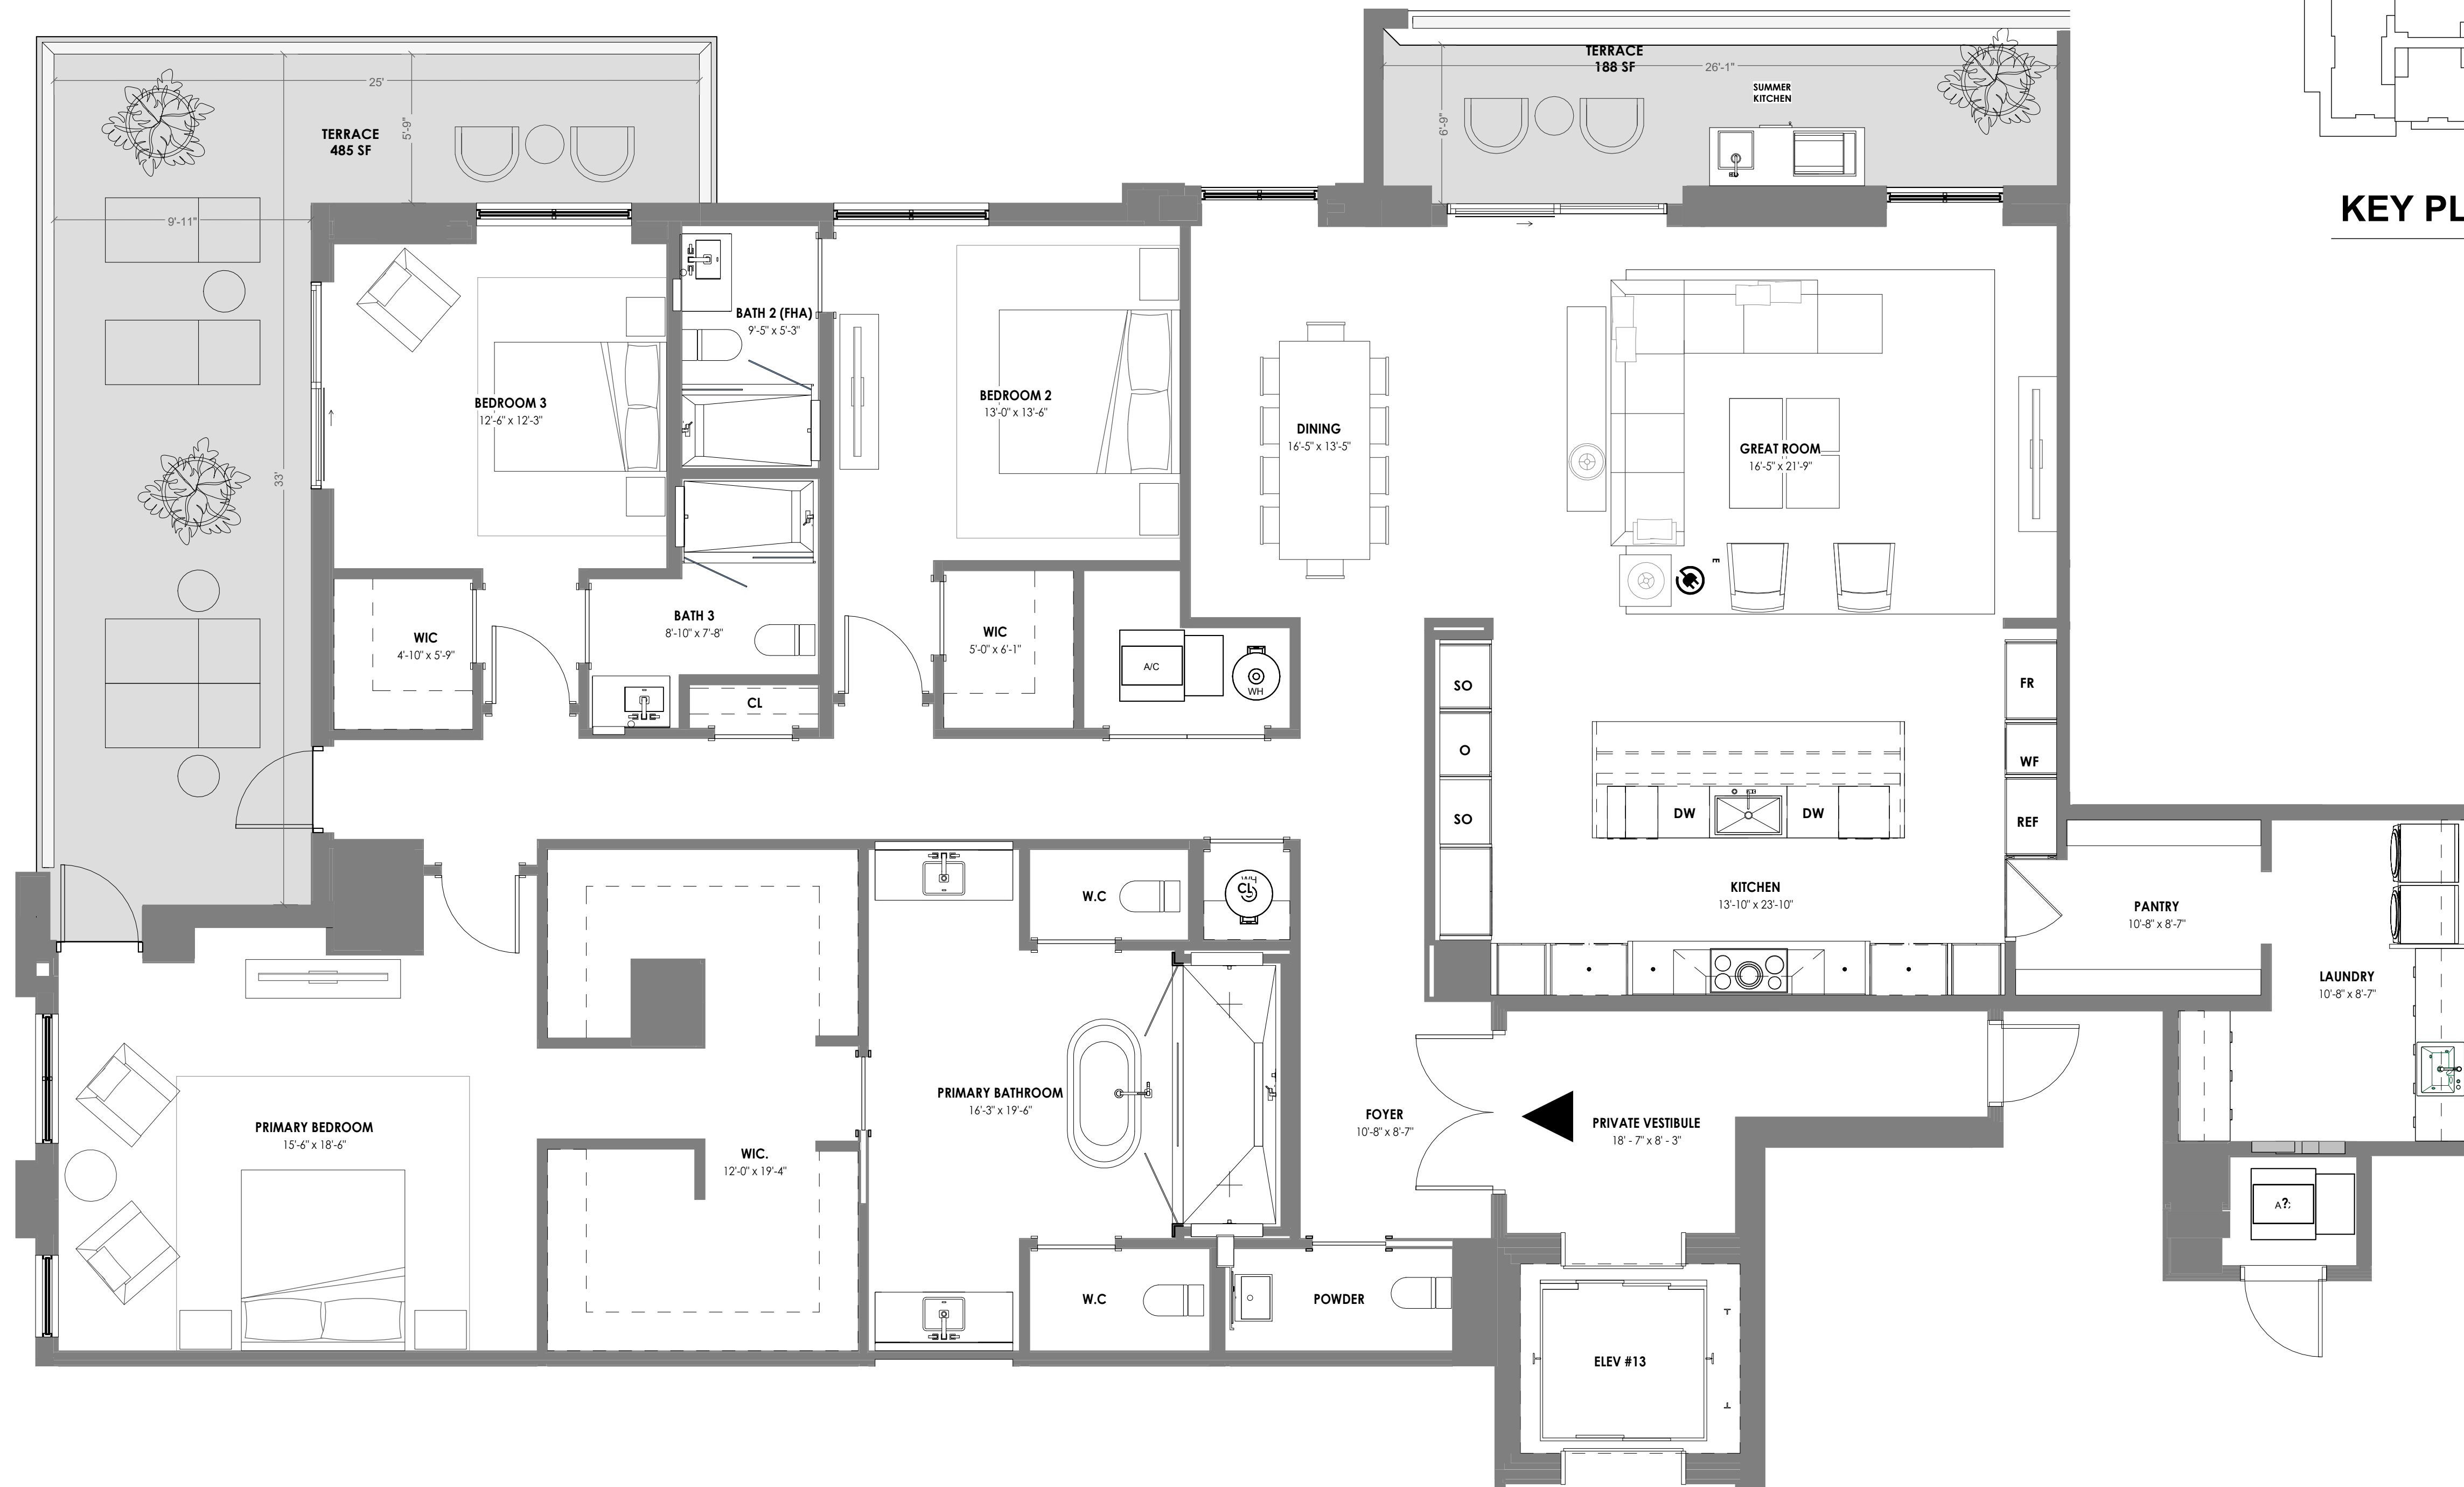 TERRACE
485 SF
25'
5'-9"
9'-11"
33'
TERRACE
188 SF
26'-1"
6'-9"
SUMMER
KITCHEN
KEY PL
BEDROOM 3
12'-6" x 12'-3"
BATH 2 (FHA)
9'-5" x 5'-3"
BEDROOM 2
13'-0" x 13'-6"
DINING
16'-5" x 13'-5"
GREAT ROOM
16'-5" x 21'-9"
E
WIC
4'-10" x 5'-9"
BATH 3
8'-10" x 7'-8"
CL
WIC
5'-0" x 6'-1"
A/C
WH
SO
O
SO
FR
WF
REF
DW
DW
KITCHEN
13'-10" x 23'-10"
PANTRY
10'-8" x 8'-7"
LAUNDRY
10'-8" x 8'-7"
W.C
CL
PRIMARY BEDROOM
15'-6" x 18'-6"
WIC.
12'-0" x 19'-4"
PRIMARY BATHROOM
16'-3" x 19'-6"
FOYER
10'-8" x 8'-7"
PRIVATE VESTIBULE
18' - 7" x 8' - 3"
W.C
POWDER
ELEV #13